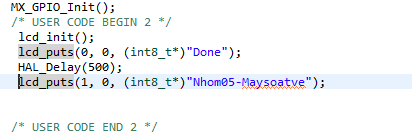 MX_GPIO_Init();
/* USER CODE BEGIN 2 */
lcd_init();
lcd_puts(0, 0, (int8_t*)"Done");
HAL_Delay(500);
lcd_puts(1, 0, (int8_t*)"Nhom05-Maysoatve");
/* USER CODE END 2 */